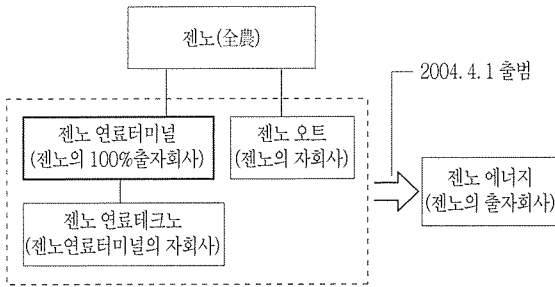 젠노(全農)
2004. 4. 1 출범
젠노 연료터미널
(젠노의 100%출자회사)
젠노 오트
(젠노의 자회사)
젠노 에너지
(젠노의 출자회사)
젠노 연료테크노
(젠노연료터미널의 자회사)